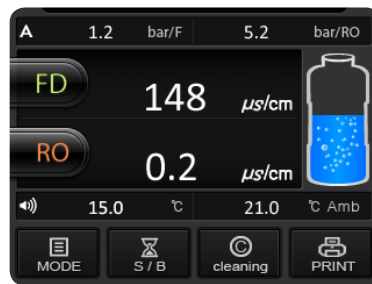 A 1.2 bar/F 5.2 bar/RO
FD 148 μs/cm
RO 0.2 μs/cm
15.0 ℃ 21.0 ℃ Amb
MODE S / B cleaning PRINT